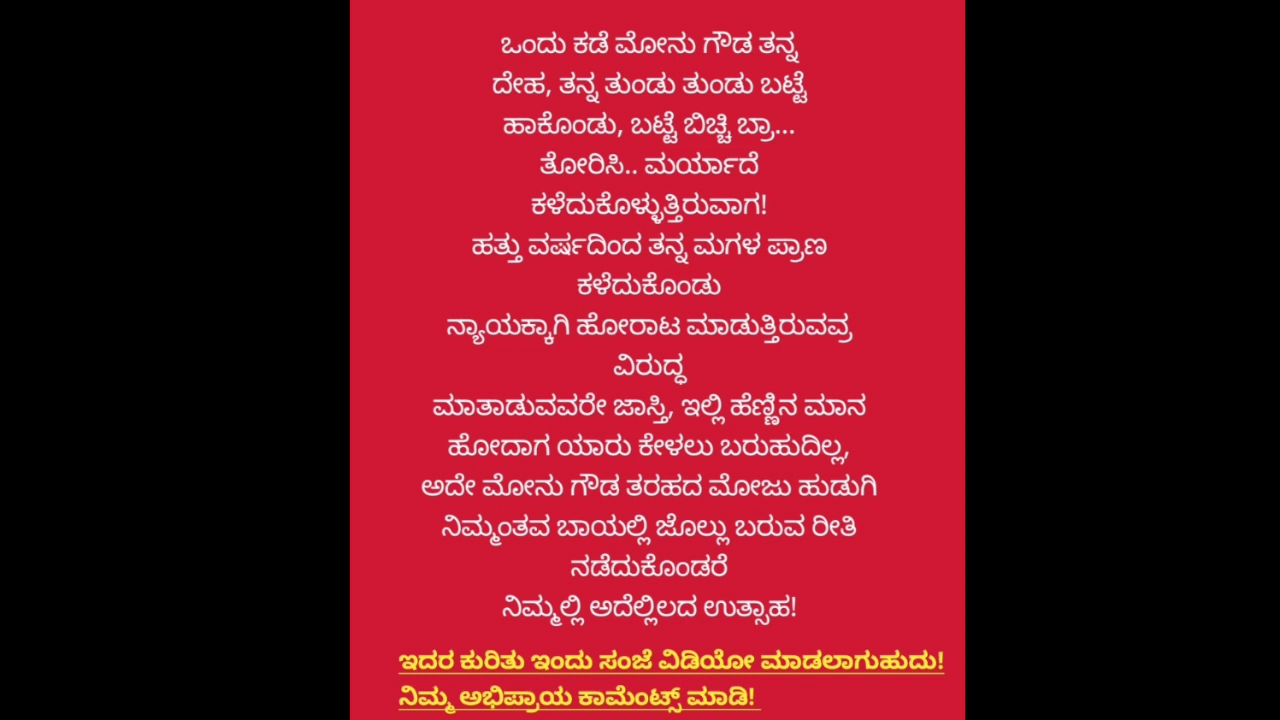 ಒಂದು ಕಡೆ ಮೋನು ಗೌಡ ತನ್ನ
ದೇಹ, ತನ್ನ ತುಂಡು ತುಂಡು ಬಟ್ಟೆ
ಹಾಕೊಂಡು, ಬಟ್ಟೆ ಬಿಚ್ಚಿ ಬ್ರಾ...
ತೋರಿಸಿ.. ಮರ್ಯಾದೆ
ಕಳೆದುಕೊಳ್ಳುತ್ತಿರುವಾಗ!
ಹತ್ತು ವರ್ಷದಿಂದ ತನ್ನ ಮಗಳ ಪ್ರಾಣ
ಕಳೆದುಕೊಂಡು
ನ್ಯಾಯಕ್ಕಾಗಿ ಹೋರಾಟ ಮಾಡುತ್ತಿರುವವ್ರ
ವಿರುದ್ಧ
ಮಾತಾಡುವವರೇ ಜಾಸ್ತಿ, ಇಲ್ಲಿ ಹೆಣ್ಣಿನ ಮಾನ
ಹೋದಾಗ ಯಾರು ಕೇಳಲು ಬರುಹುದಿಲ್ಲ,
ಅದೇ ಮೋನು ಗೌಡ ತರಹದ ಮೋಜು ಹುಡುಗಿ
ನಿಮ್ಮಂತವ ಬಾಯಲ್ಲಿ ಜೊಲ್ಲು ಬರುವ ರೀತಿ
ನಡೆದುಕೊಂಡರೆ
ನಿಮ್ಮಲ್ಲಿ ಅದೆಲ್ಲಿಲದ ಉತ್ಸಾಹ!
ಇದರ ಕುರಿತು ಇಂದು ಸಂಜೆ ವಿಡಿಯೋ ಮಾಡಲಾಗುಹುದು!
ನಿಮ್ಮ ಅಭಿಪ್ರಾಯ ಕಾಮೆಂಟ್ಸ್ ಮಾಡಿ!